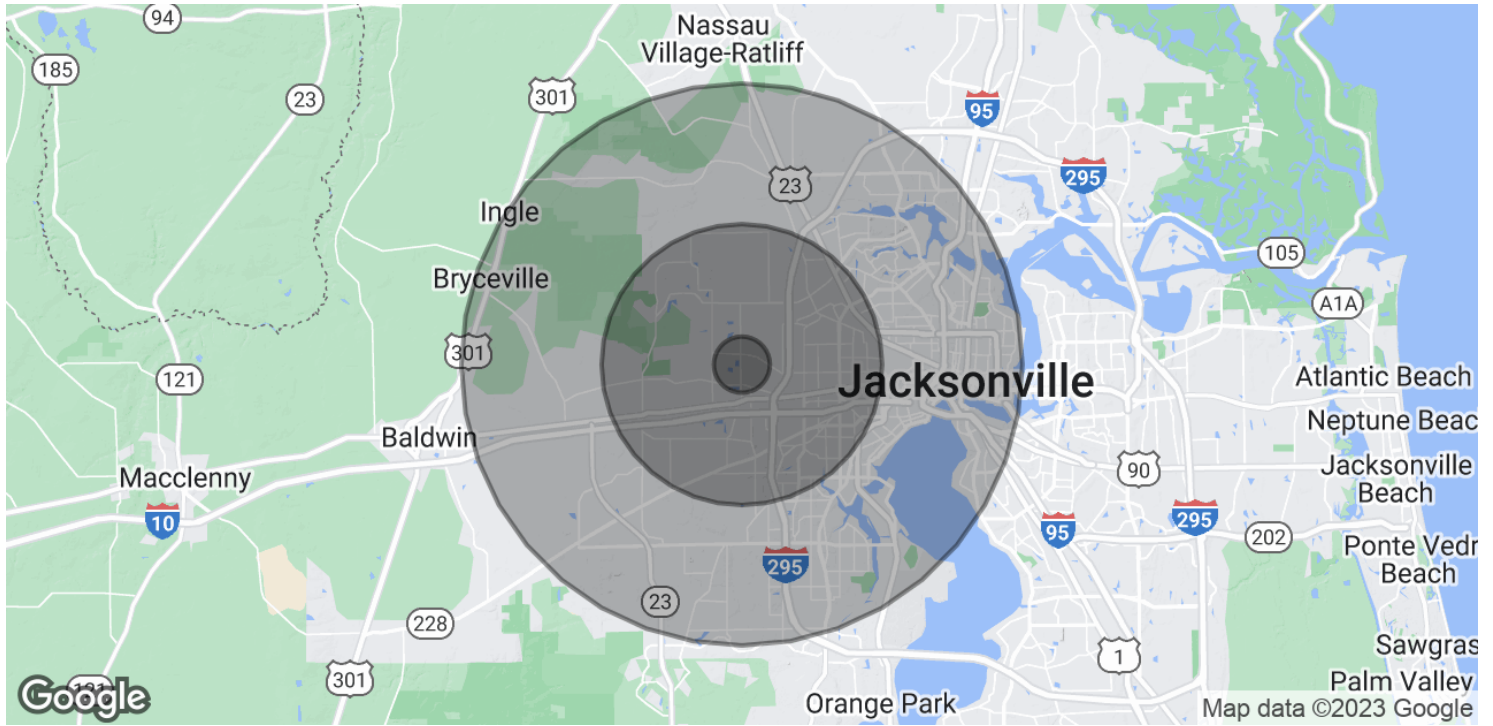 94
Nassau
Village-Ratliff
185
23
301
95
295
23
Ingle
105
Bryceville
A1A
301
121
Jacksonville
Atlantic Beach
Neptune Beac
Baldwin
Macclenny
90
Jacksonville
Beach
10
295
95
202
Ponte Vedr
Beach
295
23
228
1
Sawgras
301
Palm Valley
Google
121
Orange Park
Map data ©2023 Google